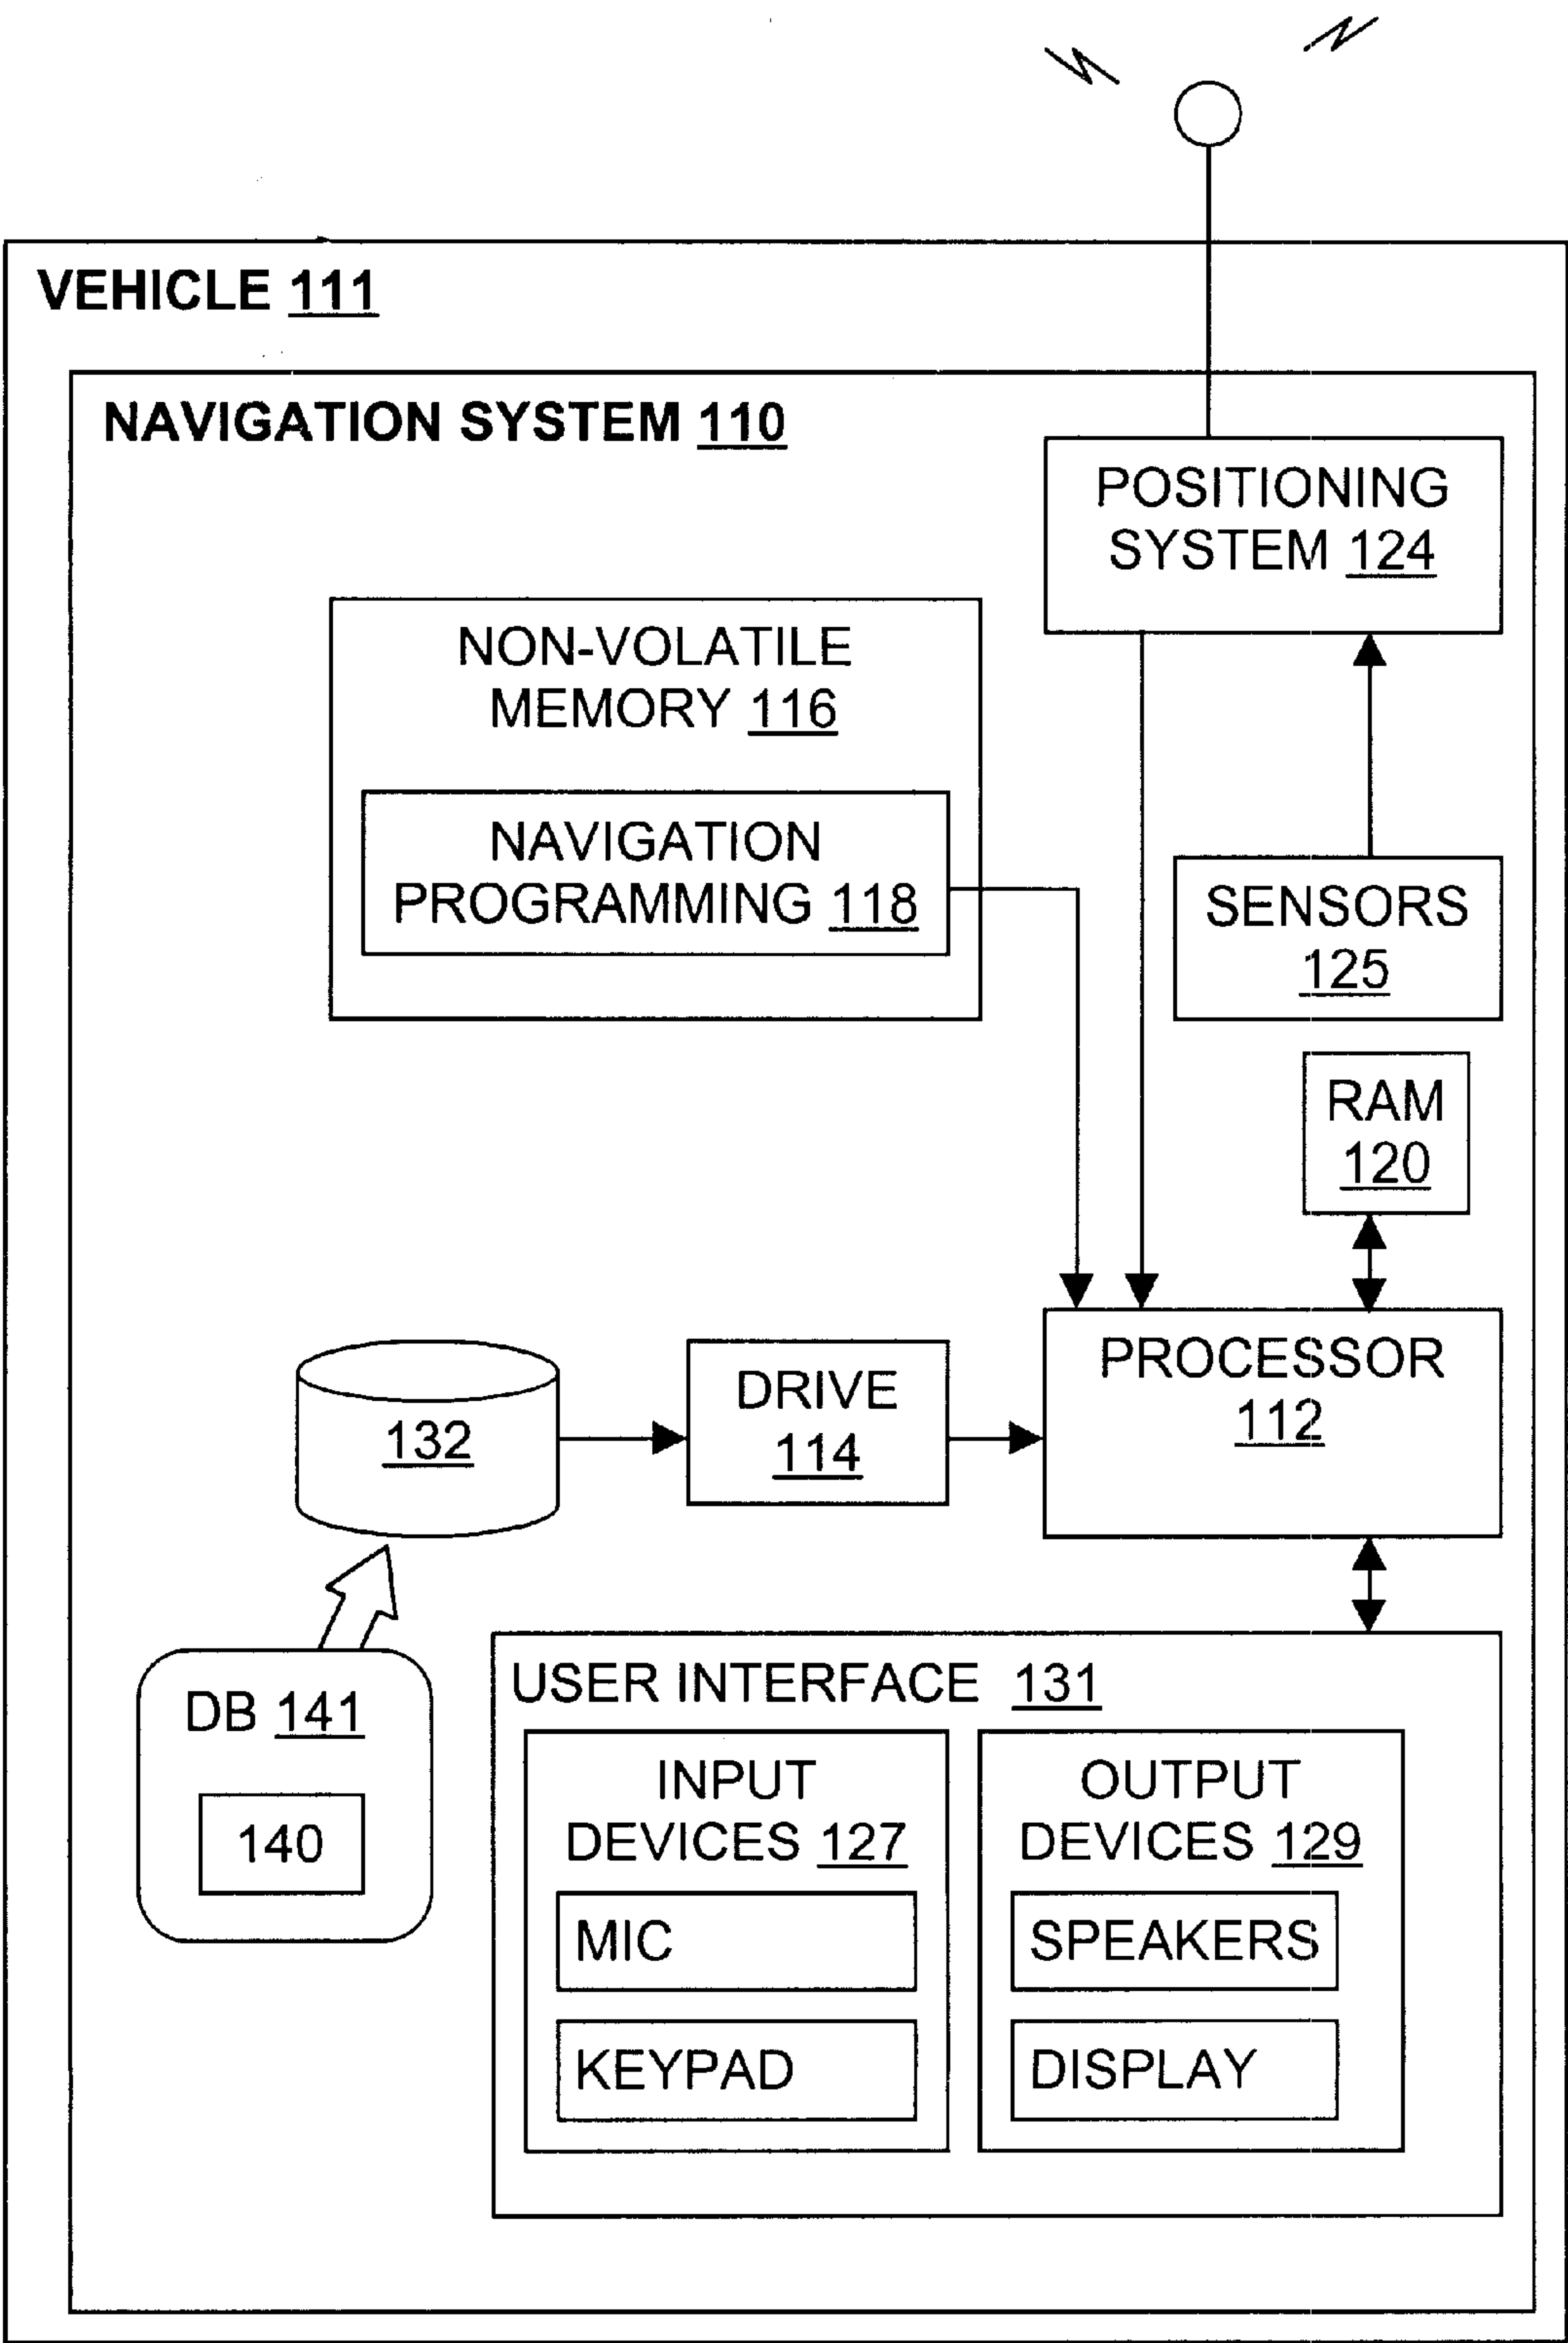 VEHICLE 111
NAVIGATION SYSTEM 110
POSITIONING
SYSTEM 124
NON-VOLATILE
MEMORY 116
NAVIGATION
PROGRAMMING 118
SENSORS
125
RAM
120
PROCESSOR
112
DRIVE
114
132
DB 141
140
USER INTERFACE 131
INPUT
DEVICES 127
MIC
KEYPAD
OUTPUT
DEVICES 129
SPEAKERS
DISPLAY